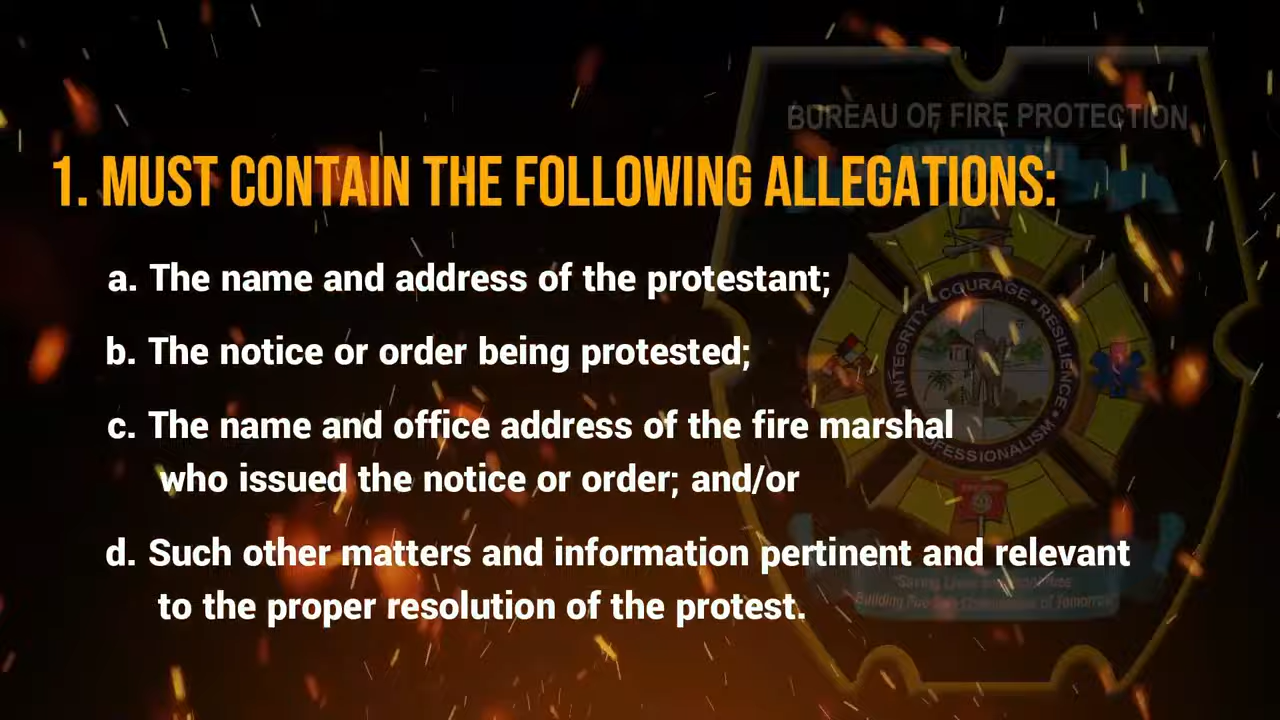 BUREAU OF FIRE PROTECTION
1. MUST CONTAIN THE FOLLOWING ALLEGATIONS:
a. The name and address of the protestant;
b. The notice or order being protested;
c. The name and office address of the fire marshal
who issued the notice or order; and/or
d. Such other matters and information pertinent and relevant
to the proper resolution of the protest.
INTEGRITY • COURAGE • RESILIENCE •